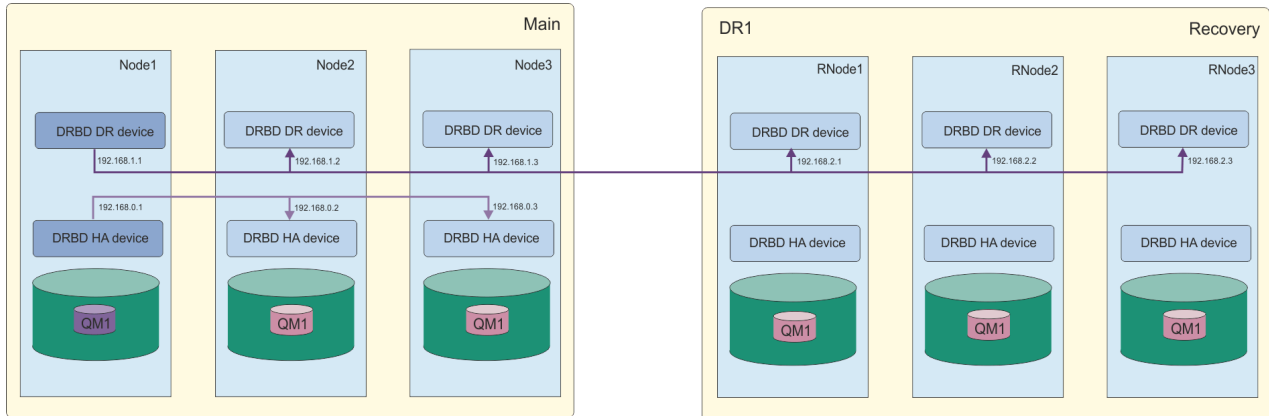 Main
Node1
Node2
Node3
DRBD DR device
DRBD DR device
DRBD DR device
192.168.1.1
192.168.1.2
192.168.1.3
192.168.0.1
192.168.0.2
192.168.0.3
DRBD HA device
DRBD HA device
DRBD HA device
QM1
QM1
QM1
DR1
Recovery
RNode1
RNode2
RNode3
DRBD DR device
DRBD DR device
DRBD DR device
192.168.2.1
192.168.2.2
192.168.2.3
DRBD HA device
DRBD HA device
DRBD HA device
QM1
QM1
QM1